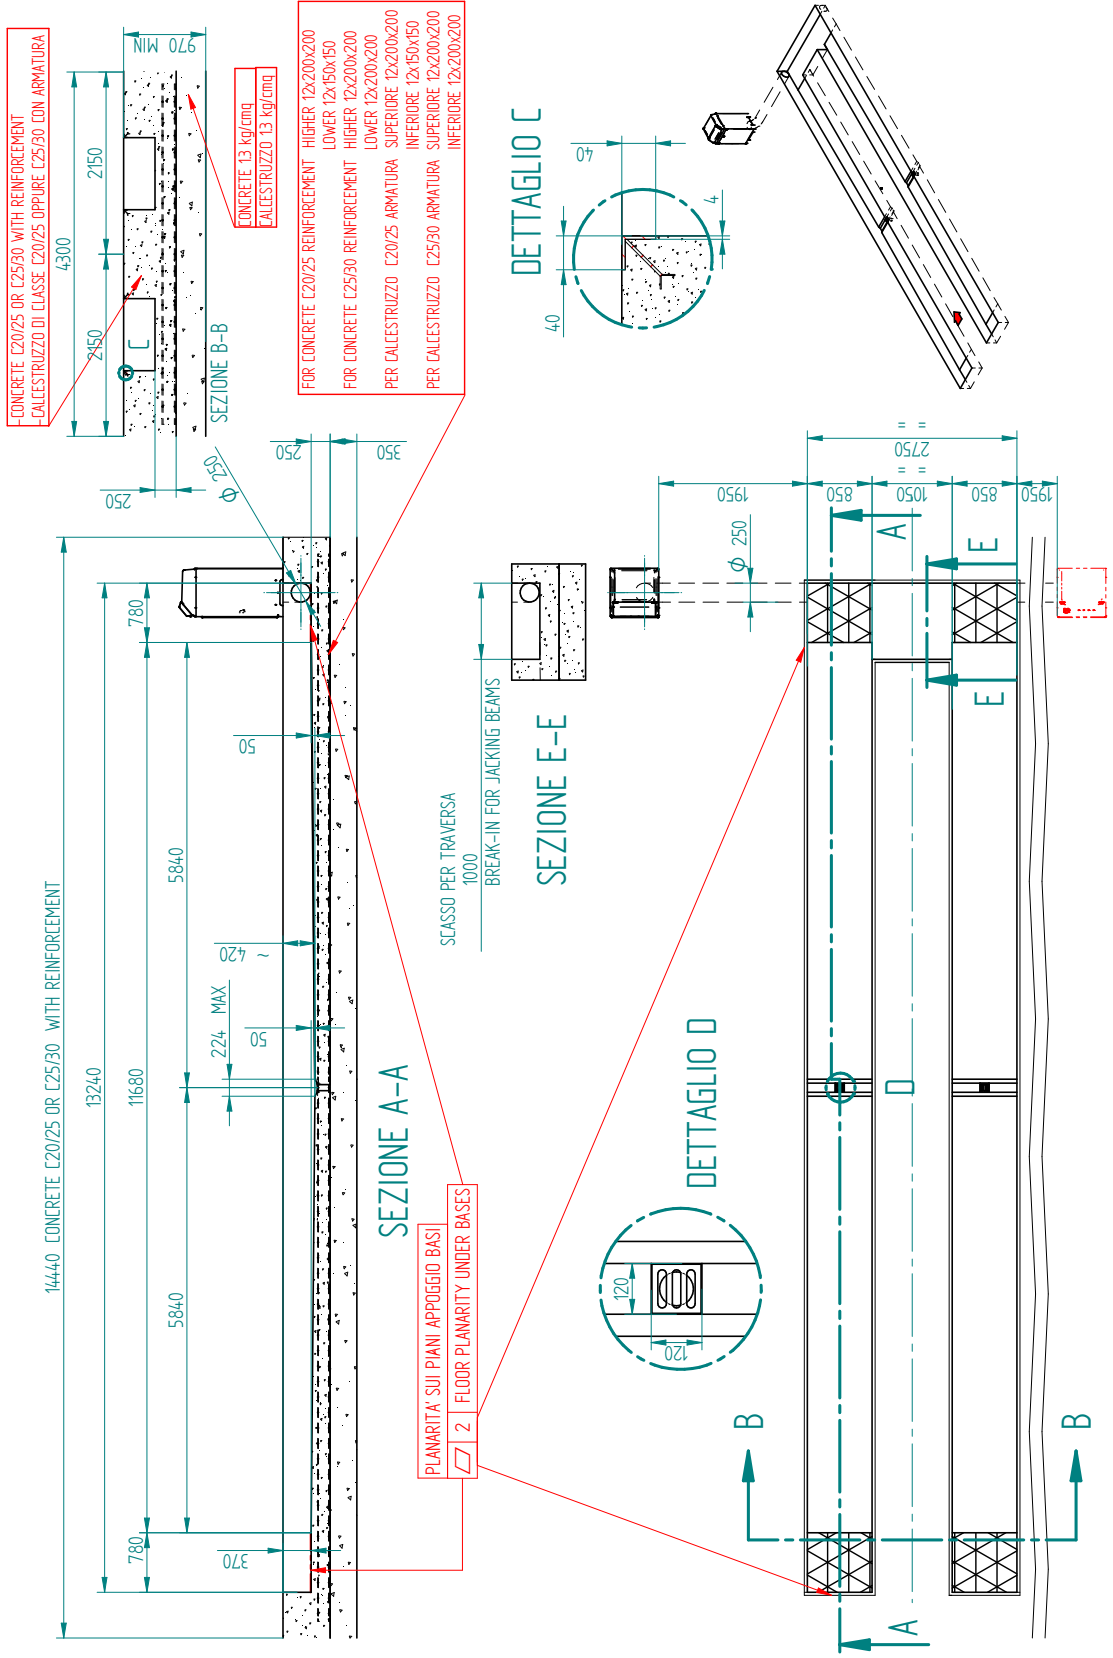 -CONCRETE C20/25 OR C25/30 WITH REINFORCEMENT
-CALCESTRUZZO DI CLASSE C20/25 OPPURE C25/30 CON ARMATURA
4300
2150
2150
970 MIN
250
C
SEZIONE B-B
CONCRETE 1.3 kg/cmq
CALCESTRUZZO 1.3 kg/cmq
FOR CONCRETE C20/25 REINFORCEMENT HIGHER 12x200x200
LOWER 12x150x150
FOR CONCRETE C25/30 REINFORCEMENT HIGHER 12x200x200
LOWER 12x200x200
PER CALCESTRUZZO C20/25 ARMATURA SUPERIORE 12x200x200
INFERIORE 12x150x150
PER CALCESTRUZZO C25/30 ARMATURA SUPERIORE 12x200x200
INFERIORE 12x200x200
14440 CONCRETE C20/25 OR C25/30 WITH REINFORCEMENT
13240
780
11680
780
5840
5840
224 MAX
~ 420
50
50
370
ϕ 250
250
350
SEZIONE A-A
PLANARITA' SUI PIANI APPOGGIO BASI
2 FLOOR PLANARITY UNDER BASES
SCASSO PER TRAVERSA
1000
BREAK-IN FOR JACKING BEAMS
SEZIONE E-E
DETTAGLIO C
40
40
4
DETTAGLIO D
120
120
1950
850
1050
850
1950
= 2750 =
= =
ϕ 250
A
A
B
B
D
E
E